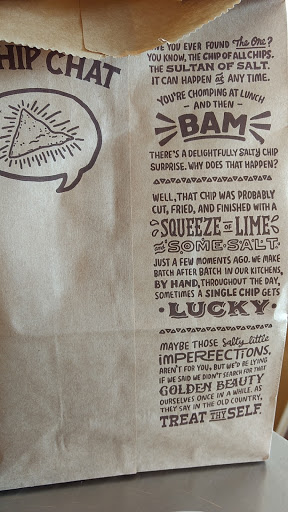 HIP CHAT
VE YOU EVER FOUND The One?
YOU KNOW, THE CHIP OF ALL CHIPS.
THE SULTAN OF SALT.
IT CAN HAPPEN AT ANY TIME.
YOU'RE CHOMPING AT LUNCH
— AND THEN —
BAM
THERE'S A DELIGHTFULLY SALTY CHIP
SURPRISE. WHY DOES THAT HAPPEN?
WELL, THAT CHIP WAS PROBABLY
CUT, FRIED, AND FINISHED WITH A
SQUEEZE OF LIME
and SOME SALT
JUST A FEW MOMENTS AGO. WE MAKE
BATCH AFTER BATCH IN OUR KITCHENS,
BY HAND, THROUGHOUT THE DAY,
SOMETIMES A SINGLE CHIP GETS
• LUCKY •
MAYBE THOSE Salty little
IMPERFECTIONS,
AREN'T FOR YOU, BUT WE'D BE LYING
IF WE SAID WE DIDN'T SEARCH FOR THAT
GOLDEN BEAUTY
OURSELVES ONCE IN A WHILE. AS
THEY SAY IN THE OLD COUNTRY,
TREAT THY SELF.